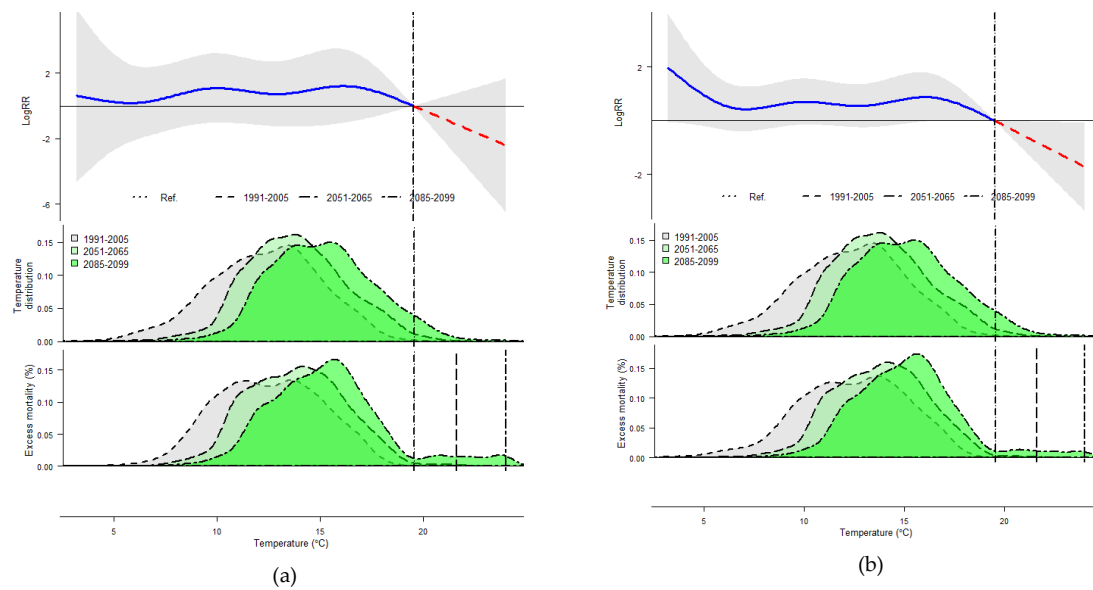 LogRR
2
-2
-6
Ref. 1991-2005 2051-2065 2085-2099
Temperature
distribution
0.15
0.10
0.05
0.00
1991-2005
2051-2065
2085-2099
Excess mortality (%)
0.15
0.10
0.05
0.00
5 10 15 20
Temperature (°C)
(a)
LogRR
2
-2
Ref. 1991-2005 2051-2065 2085-2099
Temperature
distribution
0.15
0.10
0.05
0.00
1991-2005
2051-2065
2085-2099
Excess mortality (%)
0.15
0.10
0.05
0.00
5 10 15 20
Temperature (°C)
(b)